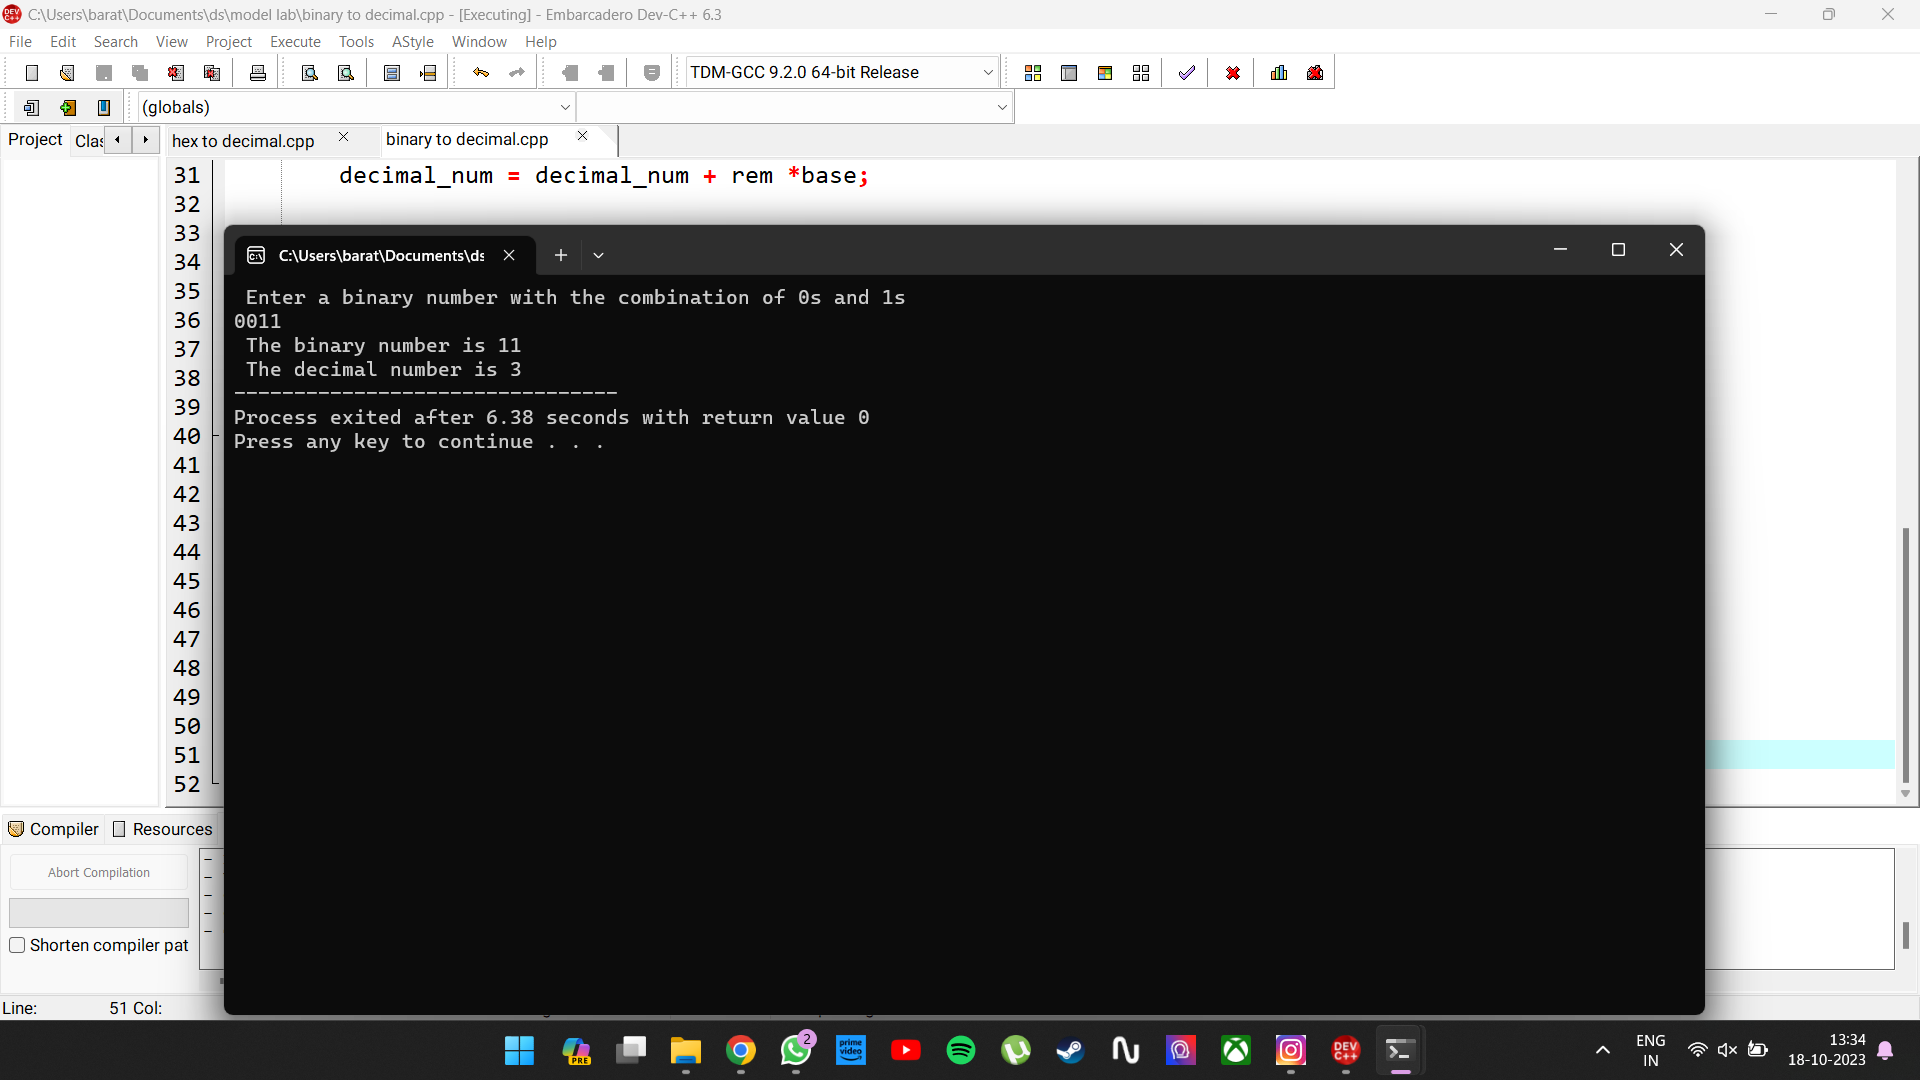 C:\Users\barat\Documents\ds\model lab\binary to decimal.cpp - [Executing] - Embarcadero Dev-C++ 6.3
File Edit Search View Project Execute Tools AStyle Window Help
TDM-GCC 9.2.0 64-bit Release
(globals)
Project Clas hex to decimal.cpp binary to decimal.cpp
31 decimal_num = decimal_num + rem *base;
32
33
34
35
36
37
38
39
40
41
42
43
44
45
46
47
48
49
50
51
52
C:\Users\barat\Documents\ds
Enter a binary number with the combination of 0s and 1s
0011
The binary number is 11
The decimal number is 3
--------------------------------
Process exited after 6.38 seconds with return value 0
Press any key to continue . . .
Compiler Resources
Abort Compilation
Shorten compiler pat
-
-
-
-
-
Line: 51 Col:
PRE
2
prime video
DEV C++
ENG
IN
13:34
18-10-2023